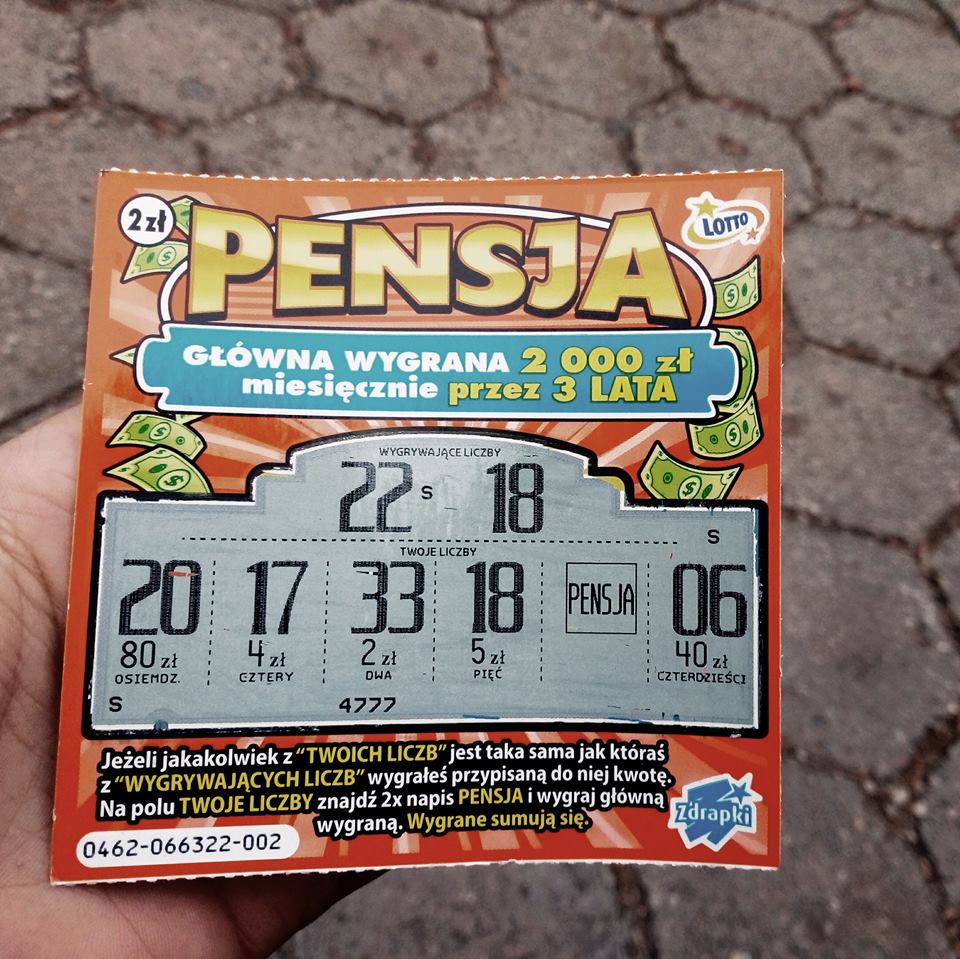 2 zł
PENSJA
LOTTO
GŁÓWNA WYGRANA 2 000 zł
miesięcznie przez 3 LATA
WYGRYWAJĄCE LICZBY
22 S 18
S
TWOJE LICZBY
20 17 33 18 PENSJA 06
80 zł 4 zł 2 zł 5 zł 40 zł
OSIEMDZ. CZTERY DWA PIĘĆ CZTERDZIEŚCI
S 4777
Jeżeli jakakolwiek z “TWOICH LICZB” jest taka sama jak któraś
z “WYGRYWAJĄCYCH LICZB” wygrałeś przypisaną do niej kwotę.
Na polu TWOJE LICZBY znajdź 2x napis PENSJA i wygraj główną
wygraną. Wygrane sumują się.
Zdrapki
0462-066322-002